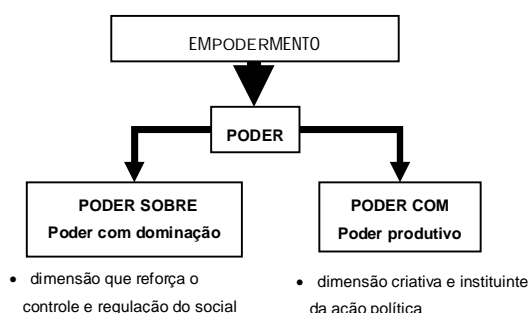 EMPODERMENTO
PODER
PODER SOBRE
Poder com dominação
PODER COM
Poder produtivo
• dimensão que reforça o
controle e regulação do social
• dimensão criativa e instituinte
da ação política